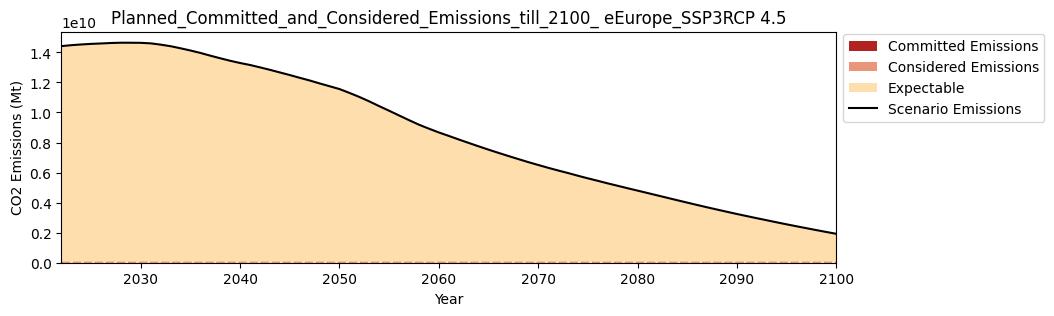 Planned_Committed_and_Considered_Emissions_till_2100_ eEurope_SSP3RCP 4.5
1e10
1.4
1.2
1.0
0.8
0.6
0.4
0.2
0.0
CO2 Emissions (Mt)
2030 2040 2050 2060 2070 2080 2090 2100
Year
Committed Emissions
Considered Emissions
Expectable
Scenario Emissions